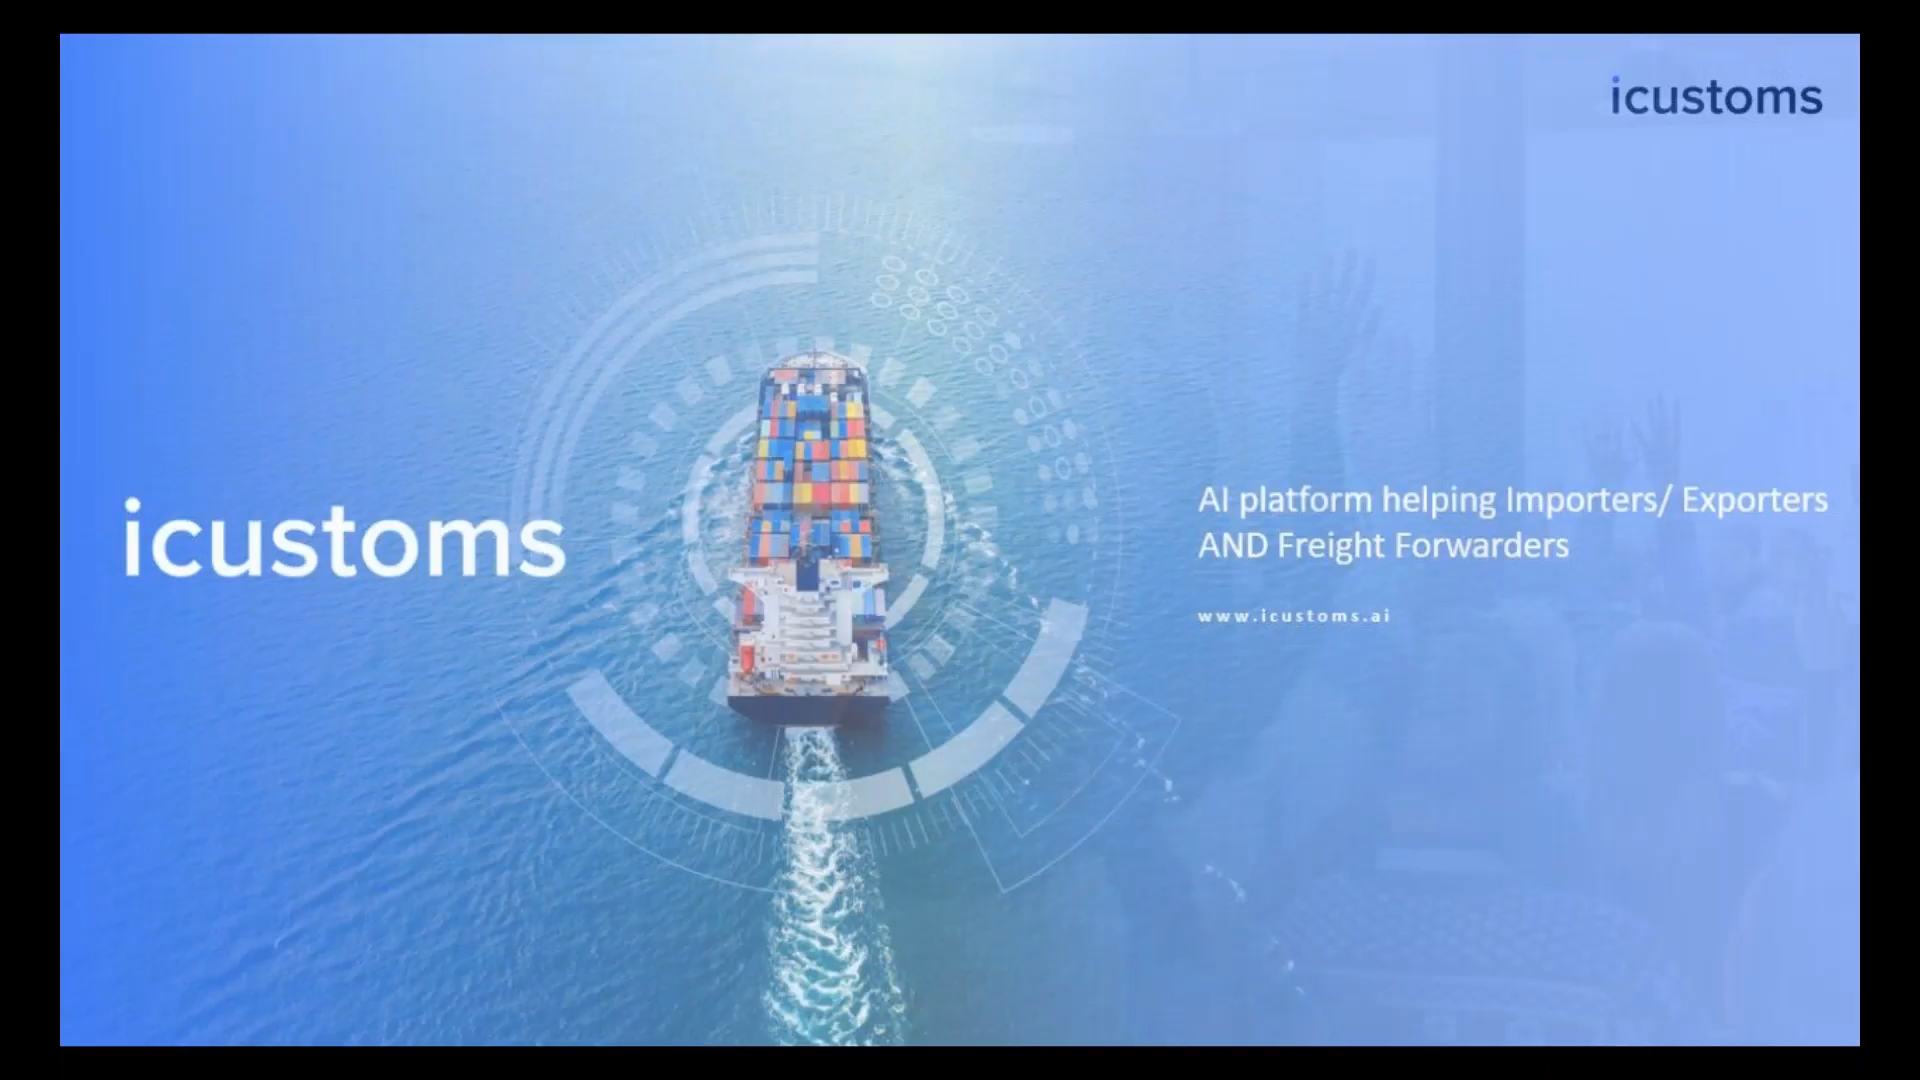 icustoms
icustoms
AI platform helping Importers/ Exporters
AND Freight Forwarders
www.icustoms.ai